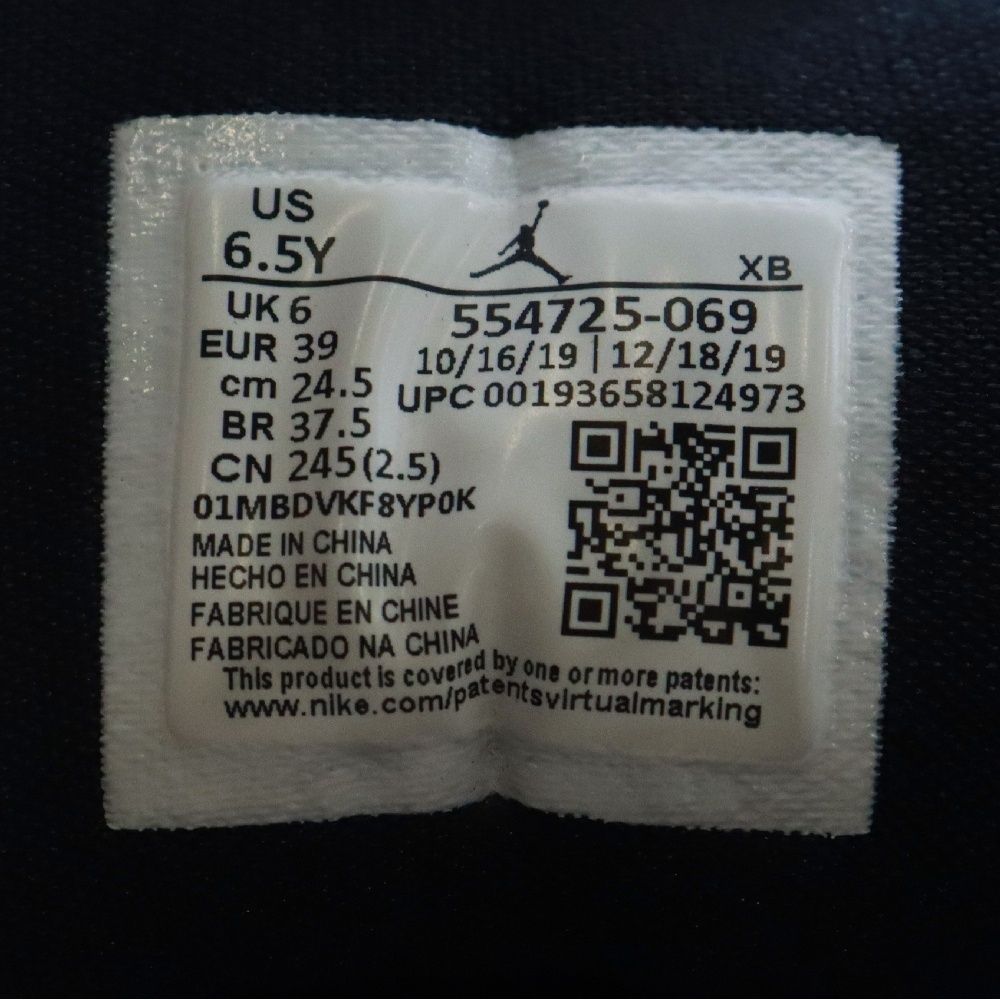 US
6.5Y
XB
UK 6
EUR 39
cm 24.5
BR 37.5
CN 245(2.5)
554725-069
10/16/19 | 12/18/19
UPC 00193658124973
01MBDVKF8YP0K
MADE IN CHINA
HECHO EN CHINA
FABRIQUE EN CHINE
FABRICADO NA CHINA
This product is covered by one or more patents:
www.nike.com/patentsvirtualmarking